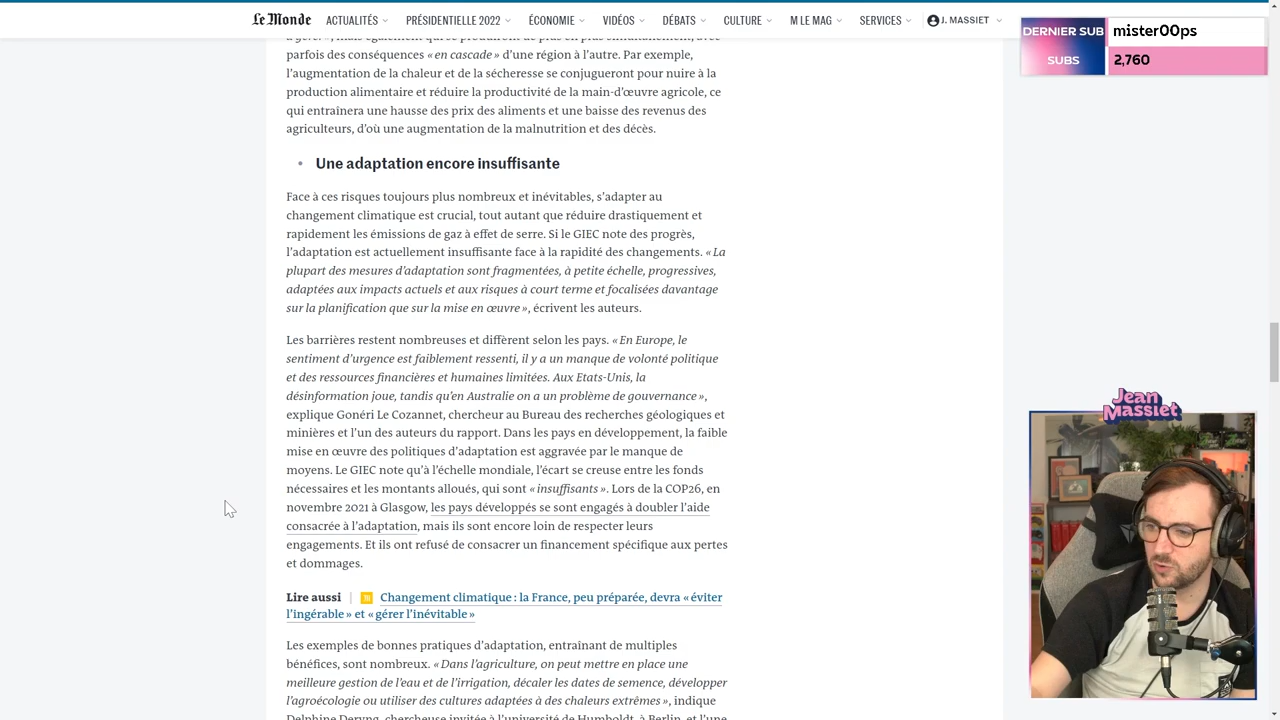 Le Monde ACTUALITÉS PRÉSIDENTIELLE 2022 ÉCONOMIE VIDÉOS DÉBATS CULTURE M LE MAG SERVICES J. MASSIET
DERNIER SUB mister00ps
SUBS 2,760
parfois des conséquences « en cascade » d’une région à l’autre. Par exemple,
l’augmentation de la chaleur et de la sécheresse se conjugueront pour nuire à la
production alimentaire et réduire la productivité de la main-d’œuvre agricole, ce
qui entraînera une hausse des prix des aliments et une baisse des revenus des
agriculteurs, d’où une augmentation de la malnutrition et des décès.
• Une adaptation encore insuffisante
Face à ces risques toujours plus nombreux et inévitables, s’adapter au
changement climatique est crucial, tout autant que réduire drastiquement et
rapidement les émissions de gaz à effet de serre. Si le GIEC note des progrès,
l’adaptation est actuellement insuffisante face à la rapidité des changements. « La
plupart des mesures d’adaptation sont fragmentées, à petite échelle, progressives,
adaptées aux impacts actuels et aux risques à court terme et focalisées davantage
sur la planification que sur la mise en œuvre », écrivent les auteurs.
Les barrières restent nombreuses et diffèrent selon les pays. « En Europe, le
sentiment d’urgence est faiblement ressenti, il y a un manque de volonté politique
et des ressources financières et humaines limitées. Aux Etats-Unis, la
désinformation joue, tandis qu’en Australie on a un problème de gouvernance »,
explique Gonéri Le Cozannet, chercheur au Bureau des recherches géologiques et
minières et l’un des auteurs du rapport. Dans les pays en développement, la faible
mise en œuvre des politiques d’adaptation est aggravée par le manque de
moyens. Le GIEC note qu’à l’échelle mondiale, l’écart se creuse entre les fonds
nécessaires et les montants alloués, qui sont « insuffisants ». Lors de la COP26, en
novembre 2021 à Glasgow, les pays développés se sont engagés à doubler l’aide
consacrée à l’adaptation, mais ils sont encore loin de respecter leurs
engagements. Et ils ont refusé de consacrer un financement spécifique aux pertes
et dommages.
Lire aussi | Changement climatique : la France, peu préparée, devra « éviter
l’ingérable » et « gérer l’inévitable »
Les exemples de bonnes pratiques d’adaptation, entraînant de multiples
bénéfices, sont nombreux. « Dans l’agriculture, on peut mettre en place une
meilleure gestion de l’eau et de l’irrigation, décaler les dates de semence, développer
l’agroécologie ou utiliser des cultures adaptées à des chaleurs extrêmes », indique
Delphine Deryng, chercheuse invitée à l’université de Humboldt, à Berlin, et l’une
Jean
Massiet